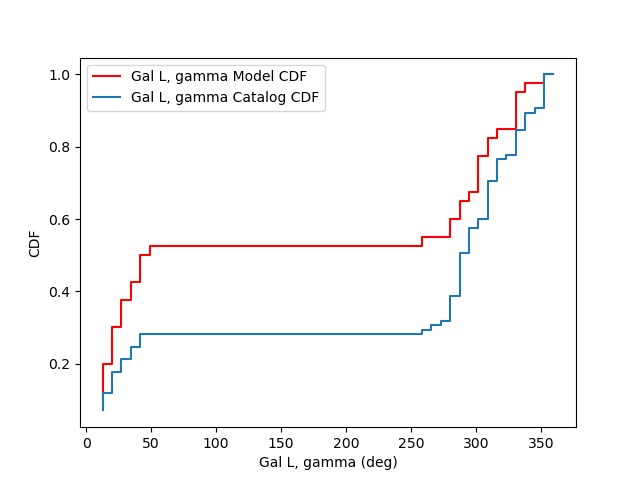 Gal L, gamma Model CDF
Gal L, gamma Catalog CDF
1.0
0.8
0.6
0.4
0.2
CDF
0 50 100 150 200 250 300 350
Gal L, gamma (deg)